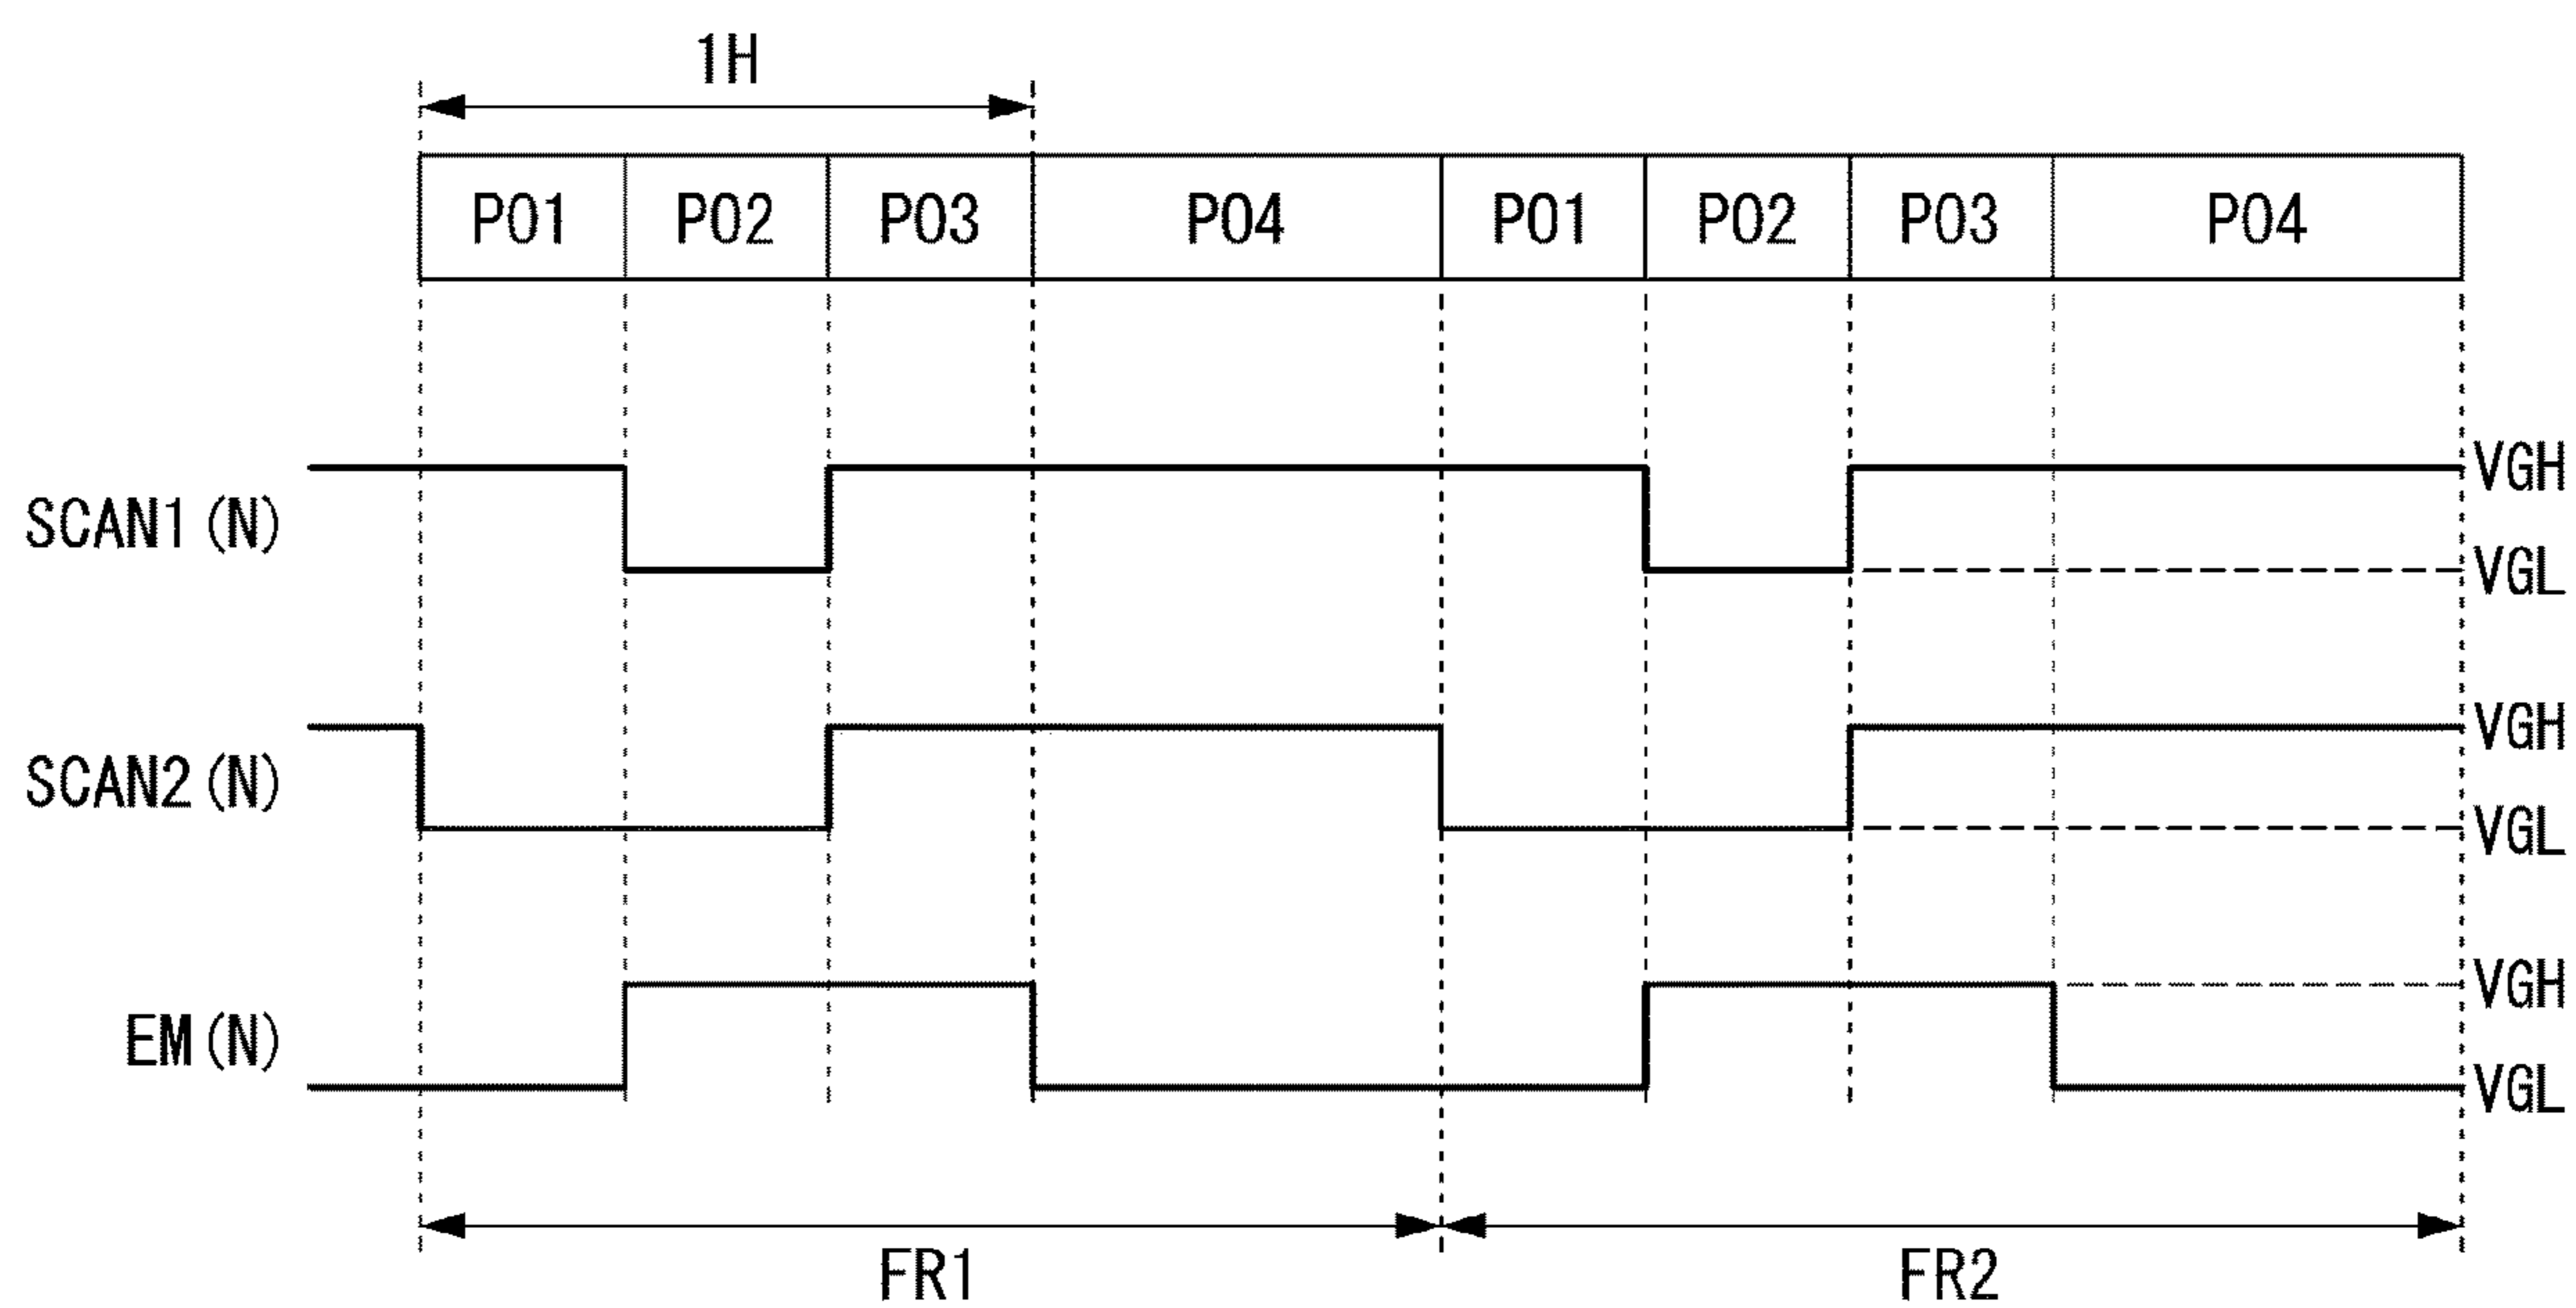 1H
P01 P02 P03 P04 P01 P02 P03 P04
VGH
SCAN1(N)
VGL
VGH
SCAN2(N)
VGL
VGH
EM(N)
VGL
FR1 FR2